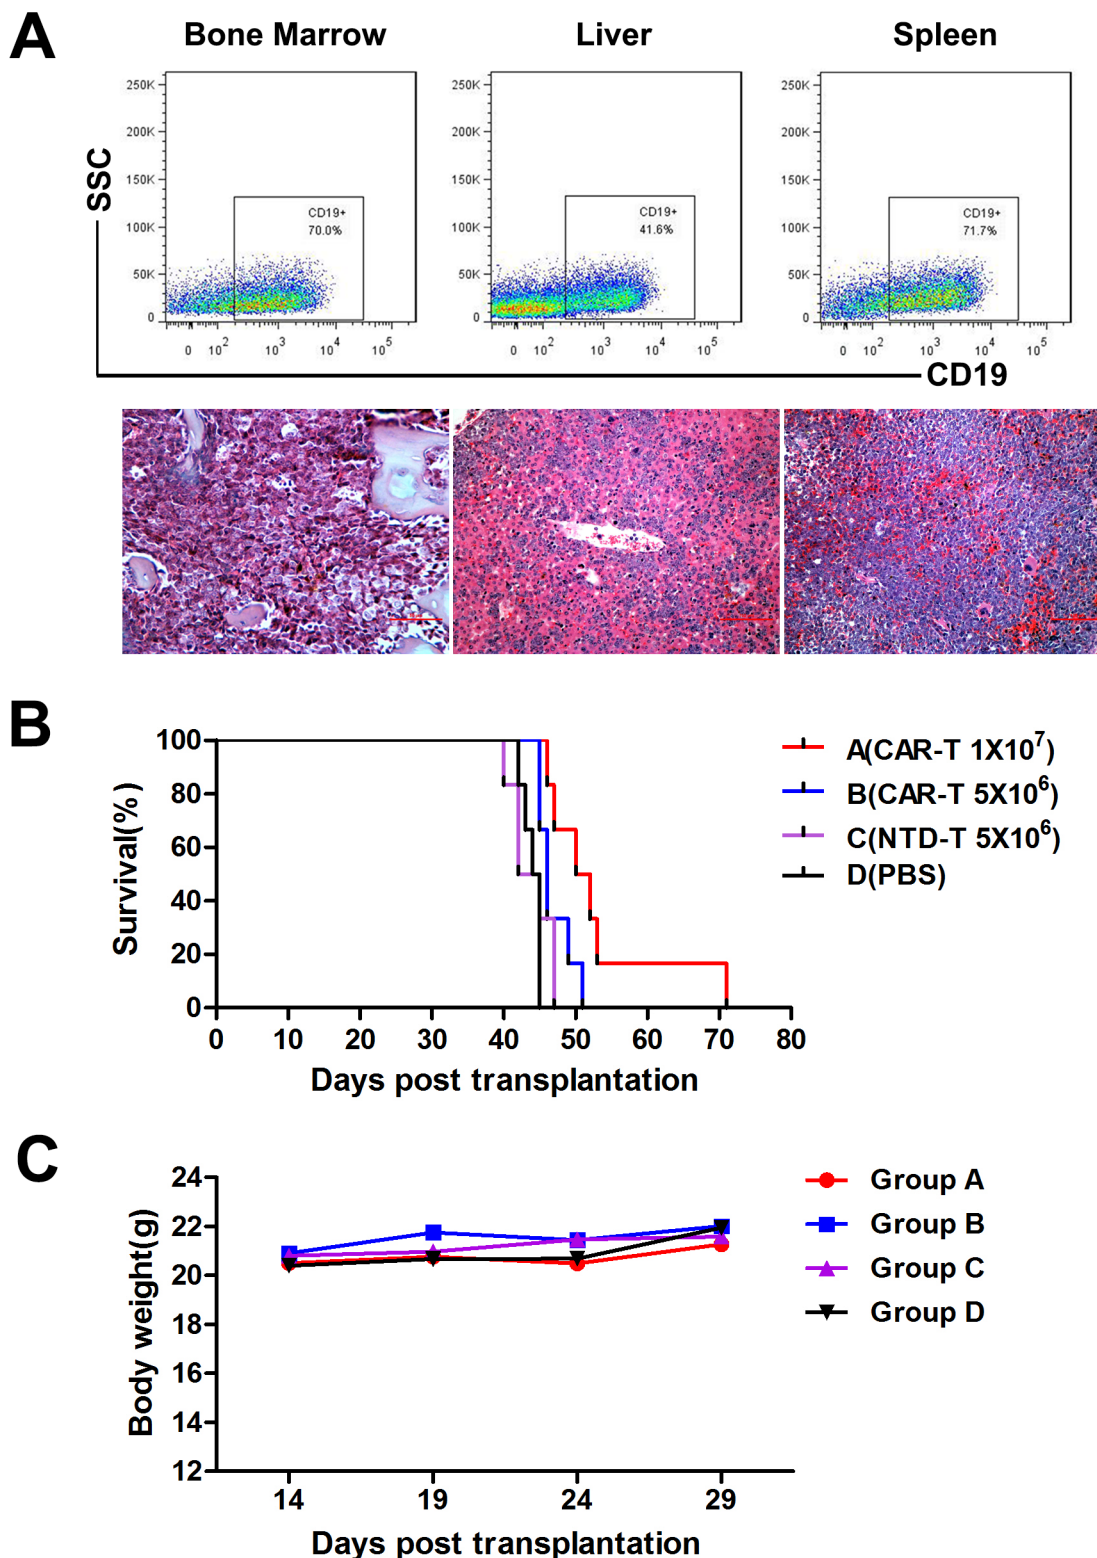 A
Bone Marrow
Liver
Spleen
SSC
250K
200K
150K
100K
50K
0
CD19+
70.0%
0 10^2 10^3 10^4 10^5
250K
200K
150K
100K
50K
0
CD19+
41.6%
0 10^2 10^3 10^4 10^5
250K
200K
150K
100K
50K
0
CD19+
71.7%
0 10^2 10^3 10^4 10^5
CD19
B
Survival(%)
100
80
60
40
20
0
0 10 20 30 40 50 60 70 80
Days post transplantation
A(CAR-T 1X10^7)
B(CAR-T 5X10^6)
C(NTD-T 5X10^6)
D(PBS)
C
Body weight(g)
24
22
20
18
16
14
12
14 19 24 29
Days post transplantation
Group A
Group B
Group C
Group D